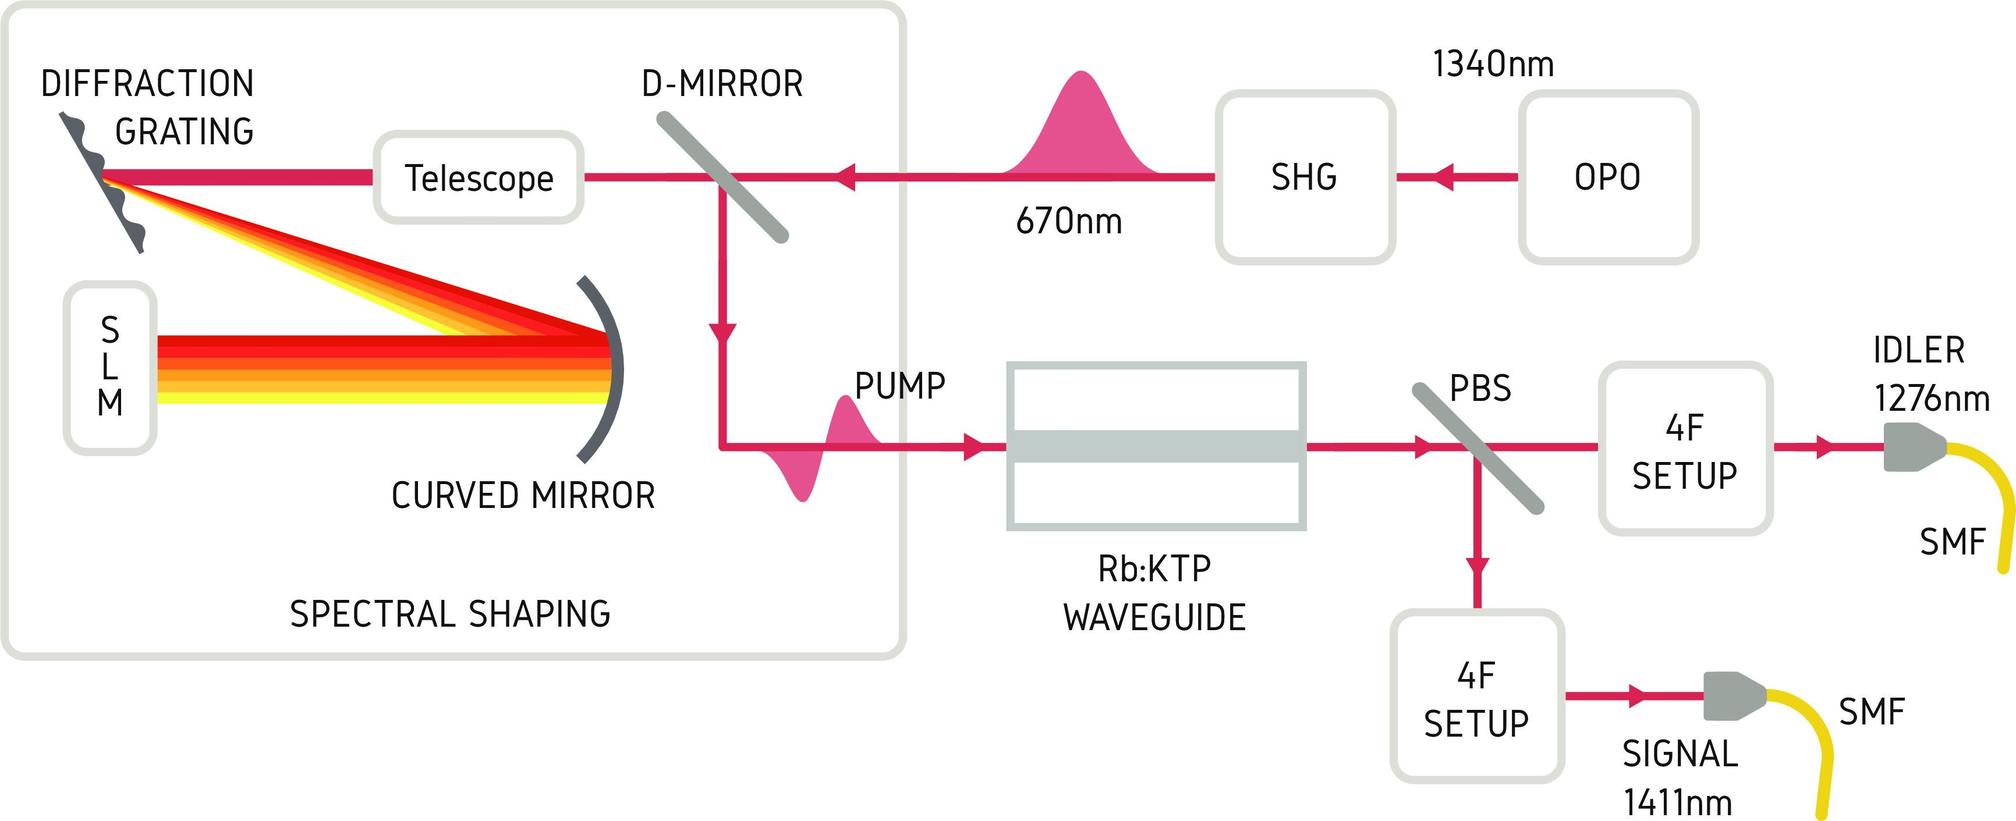 DIFFRACTION
GRATING
D-MIRROR
1340nm
Telescope
SHG
OPO
670nm
S
L
M
IDLER
1276nm
PUMP
PBS
4F
SETUP
CURVED MIRROR
SMF
Rb:KTP
WAVEGUIDE
SPECTRAL SHAPING
4F
SETUP
SMF
SIGNAL
1411nm